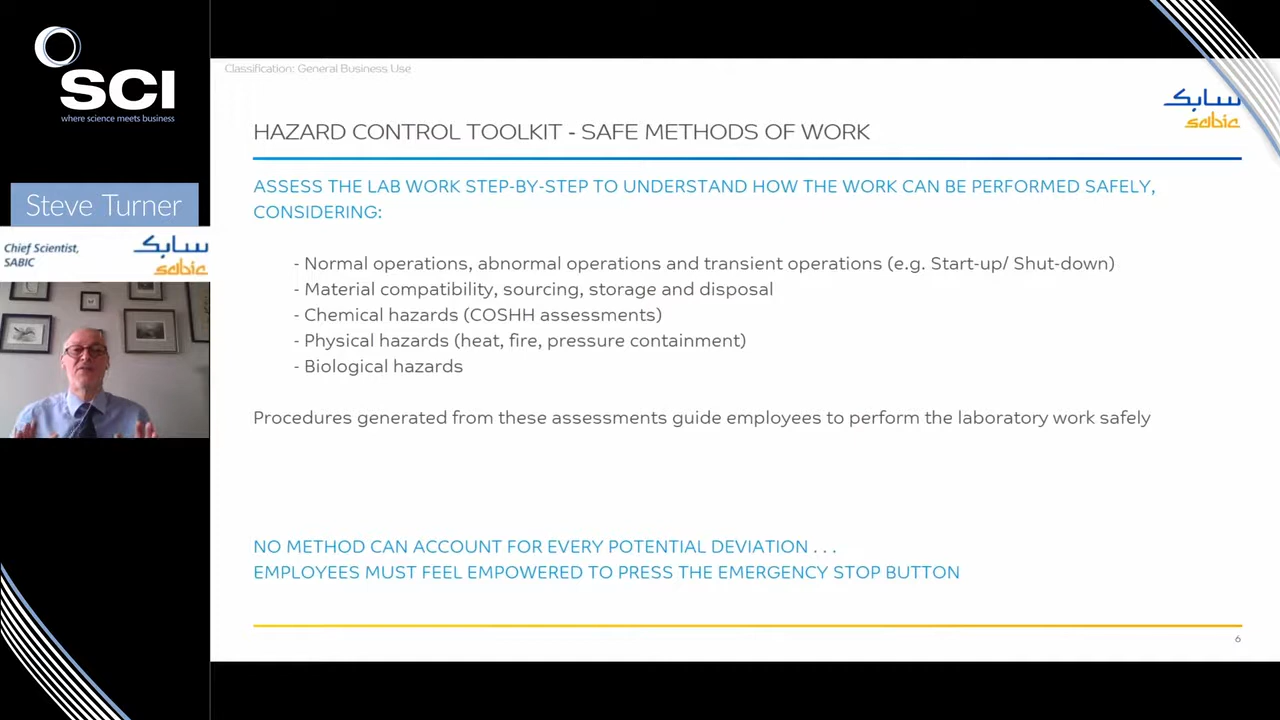 SCI
where science meets business
Steve Turner
Chief Scientist,
SABIC
سابك
sabic
Classification: General Business Use
سابك
sabic
HAZARD CONTROL TOOLKIT - SAFE METHODS OF WORK
ASSESS THE LAB WORK STEP-BY-STEP TO UNDERSTAND HOW THE WORK CAN BE PERFORMED SAFELY,
CONSIDERING:
- Normal operations, abnormal operations and transient operations (e.g. Start-up/ Shut-down)
- Material compatibility, sourcing, storage and disposal
- Chemical hazards (COSHH assessments)
- Physical hazards (heat, fire, pressure containment)
- Biological hazards
Procedures generated from these assessments guide employees to perform the laboratory work safely
NO METHOD CAN ACCOUNT FOR EVERY POTENTIAL DEVIATION . . .
EMPLOYEES MUST FEEL EMPOWERED TO PRESS THE EMERGENCY STOP BUTTON
6